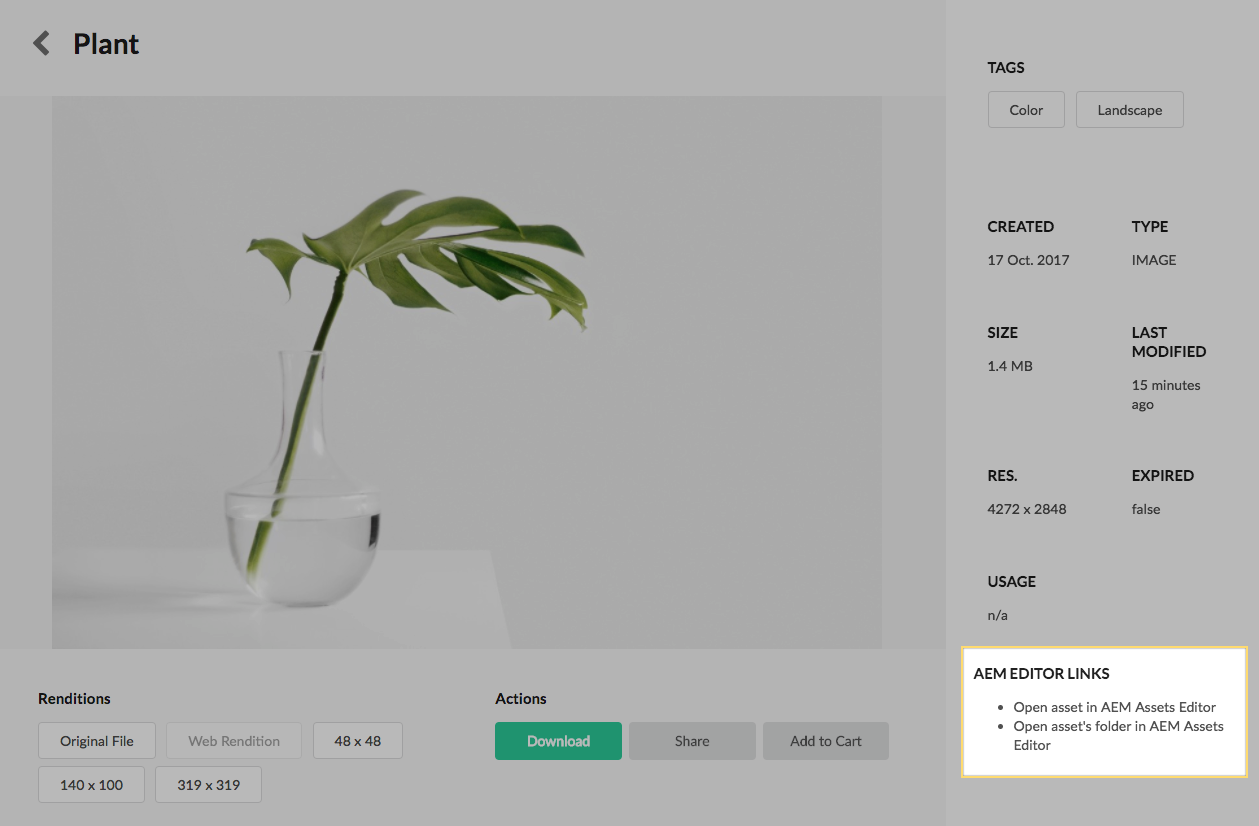 Plant
Renditions
Original File
Web Rendition
48 x 48
140 x 100
319 x 319
Actions
Download
Share
Add to Cart
TAGS
Color
Landscape
CREATED
17 Oct. 2017
TYPE
IMAGE
SIZE
1.4 MB
LAST
MODIFIED
15 minutes
ago
RES.
4272 x 2848
EXPIRED
false
USAGE
n/a
AEM EDITOR LINKS
Open asset in AEM Assets Editor
Open asset's folder in AEM Assets
Editor